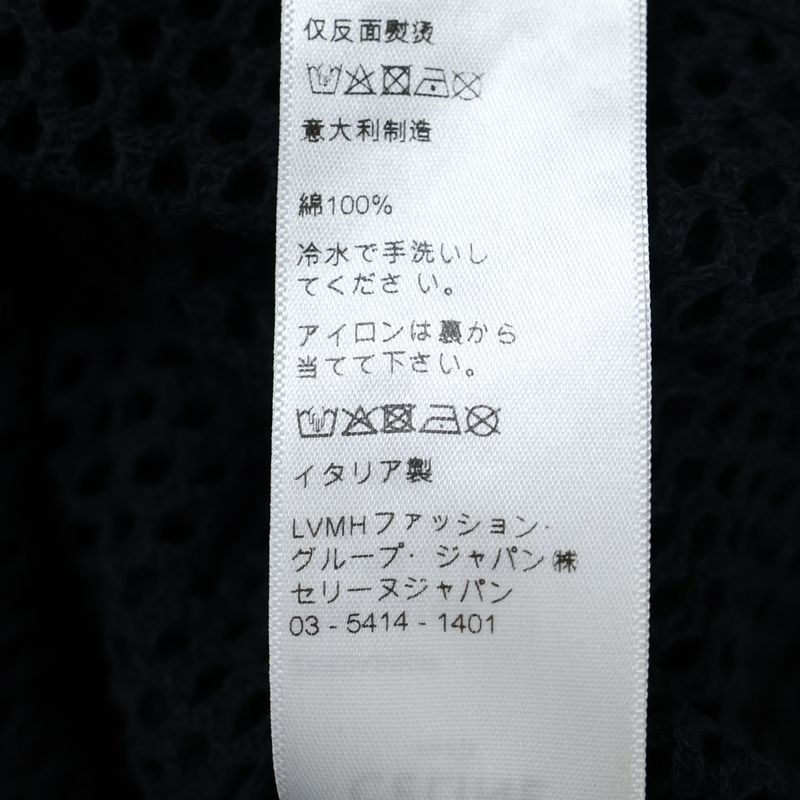 仅反面熨烫
意大利制造
綿100%
冷水で手洗いし
てください。
アイロンは裏から
当てて下さい。
イタリア製
LVMHファッション·
グループ· ジャパン㈱
セリーヌジャパン
03 - 5414 - 1401